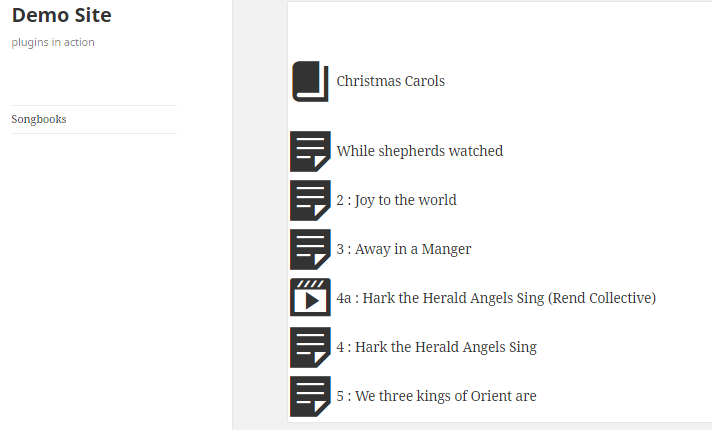 Demo Site
plugins in action
Songbooks
Christmas Carols
While shepherds watched
2 : Joy to the world
3 : Away in a Manger
4a : Hark the Herald Angels Sing (Rend Collective)
4 : Hark the Herald Angels Sing
5 : We three kings of Orient are